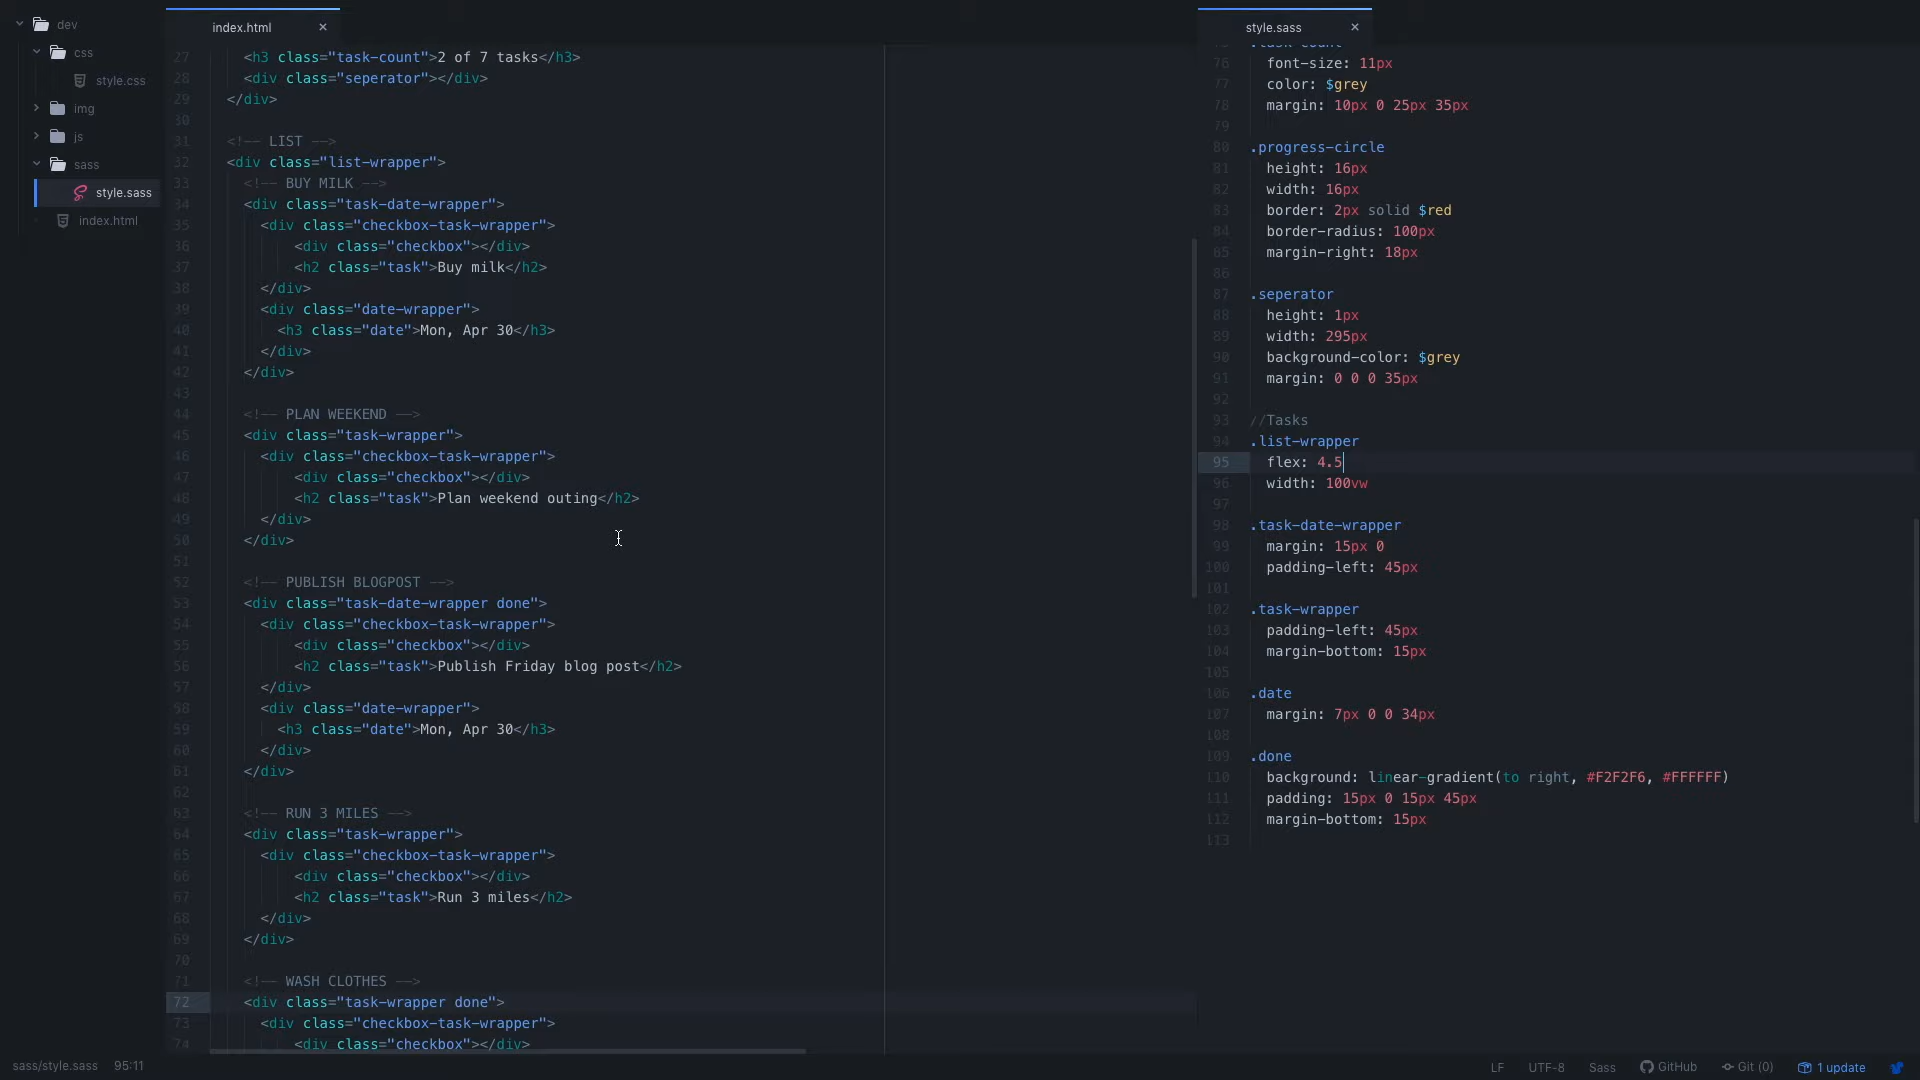 dev
css
style.css
img
js
sass
style.sass
index.html
index.html ×
27 <h3 class="task-count">2 of 7 tasks</h3>
28 <div class="seperator"></div>
29 </div>
30
31 <!-- LIST -->
32 <div class="list-wrapper">
33 <!-- BUY MILK -->
34 <div class="task-date-wrapper">
35 <div class="checkbox-task-wrapper">
36 <div class="checkbox"></div>
37 <h2 class="task">Buy milk</h2>
38 </div>
39 <div class="date-wrapper">
40 <h3 class="date">Mon, Apr 30</h3>
41 </div>
42 </div>
43
44 <!-- PLAN WEEKEND -->
45 <div class="task-wrapper">
46 <div class="checkbox-task-wrapper">
47 <div class="checkbox"></div>
48 <h2 class="task">Plan weekend outing</h2>
49 </div>
50 </div>
51
52 <!-- PUBLISH BLOGPOST -->
53 <div class="task-date-wrapper done">
54 <div class="checkbox-task-wrapper">
55 <div class="checkbox"></div>
56 <h2 class="task">Publish Friday blog post</h2>
57 </div>
58 <div class="date-wrapper">
59 <h3 class="date">Mon, Apr 30</h3>
60 </div>
61 </div>
62
63 <!-- RUN 3 MILES -->
64 <div class="task-wrapper">
65 <div class="checkbox-task-wrapper">
66 <div class="checkbox"></div>
67 <h2 class="task">Run 3 miles</h2>
68 </div>
69 </div>
70
71 <!-- WASH CLOTHES -->
72 <div class="task-wrapper done">
73 <div class="checkbox-task-wrapper">
74 <div class="checkbox"></div>
style.sass ×
75 .task-count
76 font-size: 11px
77 color: $grey
78 margin: 10px 0 25px 35px
79
80 .progress-circle
81 height: 16px
82 width: 16px
83 border: 2px solid $red
84 border-radius: 100px
85 margin-right: 18px
86
87 .seperator
88 height: 1px
89 width: 295px
90 background-color: $grey
91 margin: 0 0 0 35px
92
93 //Tasks
94 .list-wrapper
95 flex: 4.5
96 width: 100vw
97
98 .task-date-wrapper
99 margin: 15px 0
100 padding-left: 45px
101
102 .task-wrapper
103 padding-left: 45px
104 margin-bottom: 15px
105
106 .date
107 margin: 7px 0 0 34px
108
109 .done
110 background: linear-gradient(to right, #F2F2F6, #FFFFFF)
111 padding: 15px 0 15px 45px
112 margin-bottom: 15px
113
sass/style.sass 95:11
LF UTF-8 Sass GitHub Git (0) 1 update